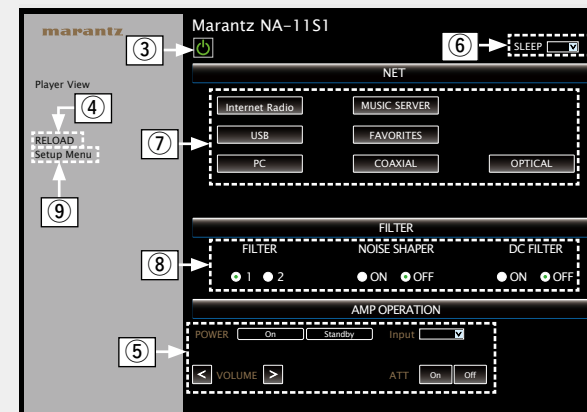 marantz
Marantz NA-11S1
③
⑥
SLEEP
NET
Player View
④
RELOAD
Setup Menu
⑨
⑦
Internet Radio
MUSIC SERVER
USB
FAVORITES
PC
COAXIAL
OPTICAL
FILTER
⑧
FILTER
NOISE SHAPER
DC FILTER
1 2
ON OFF
ON OFF
AMP OPERATION
⑤
POWER On Standby Input
< VOLUME > ATT On Off